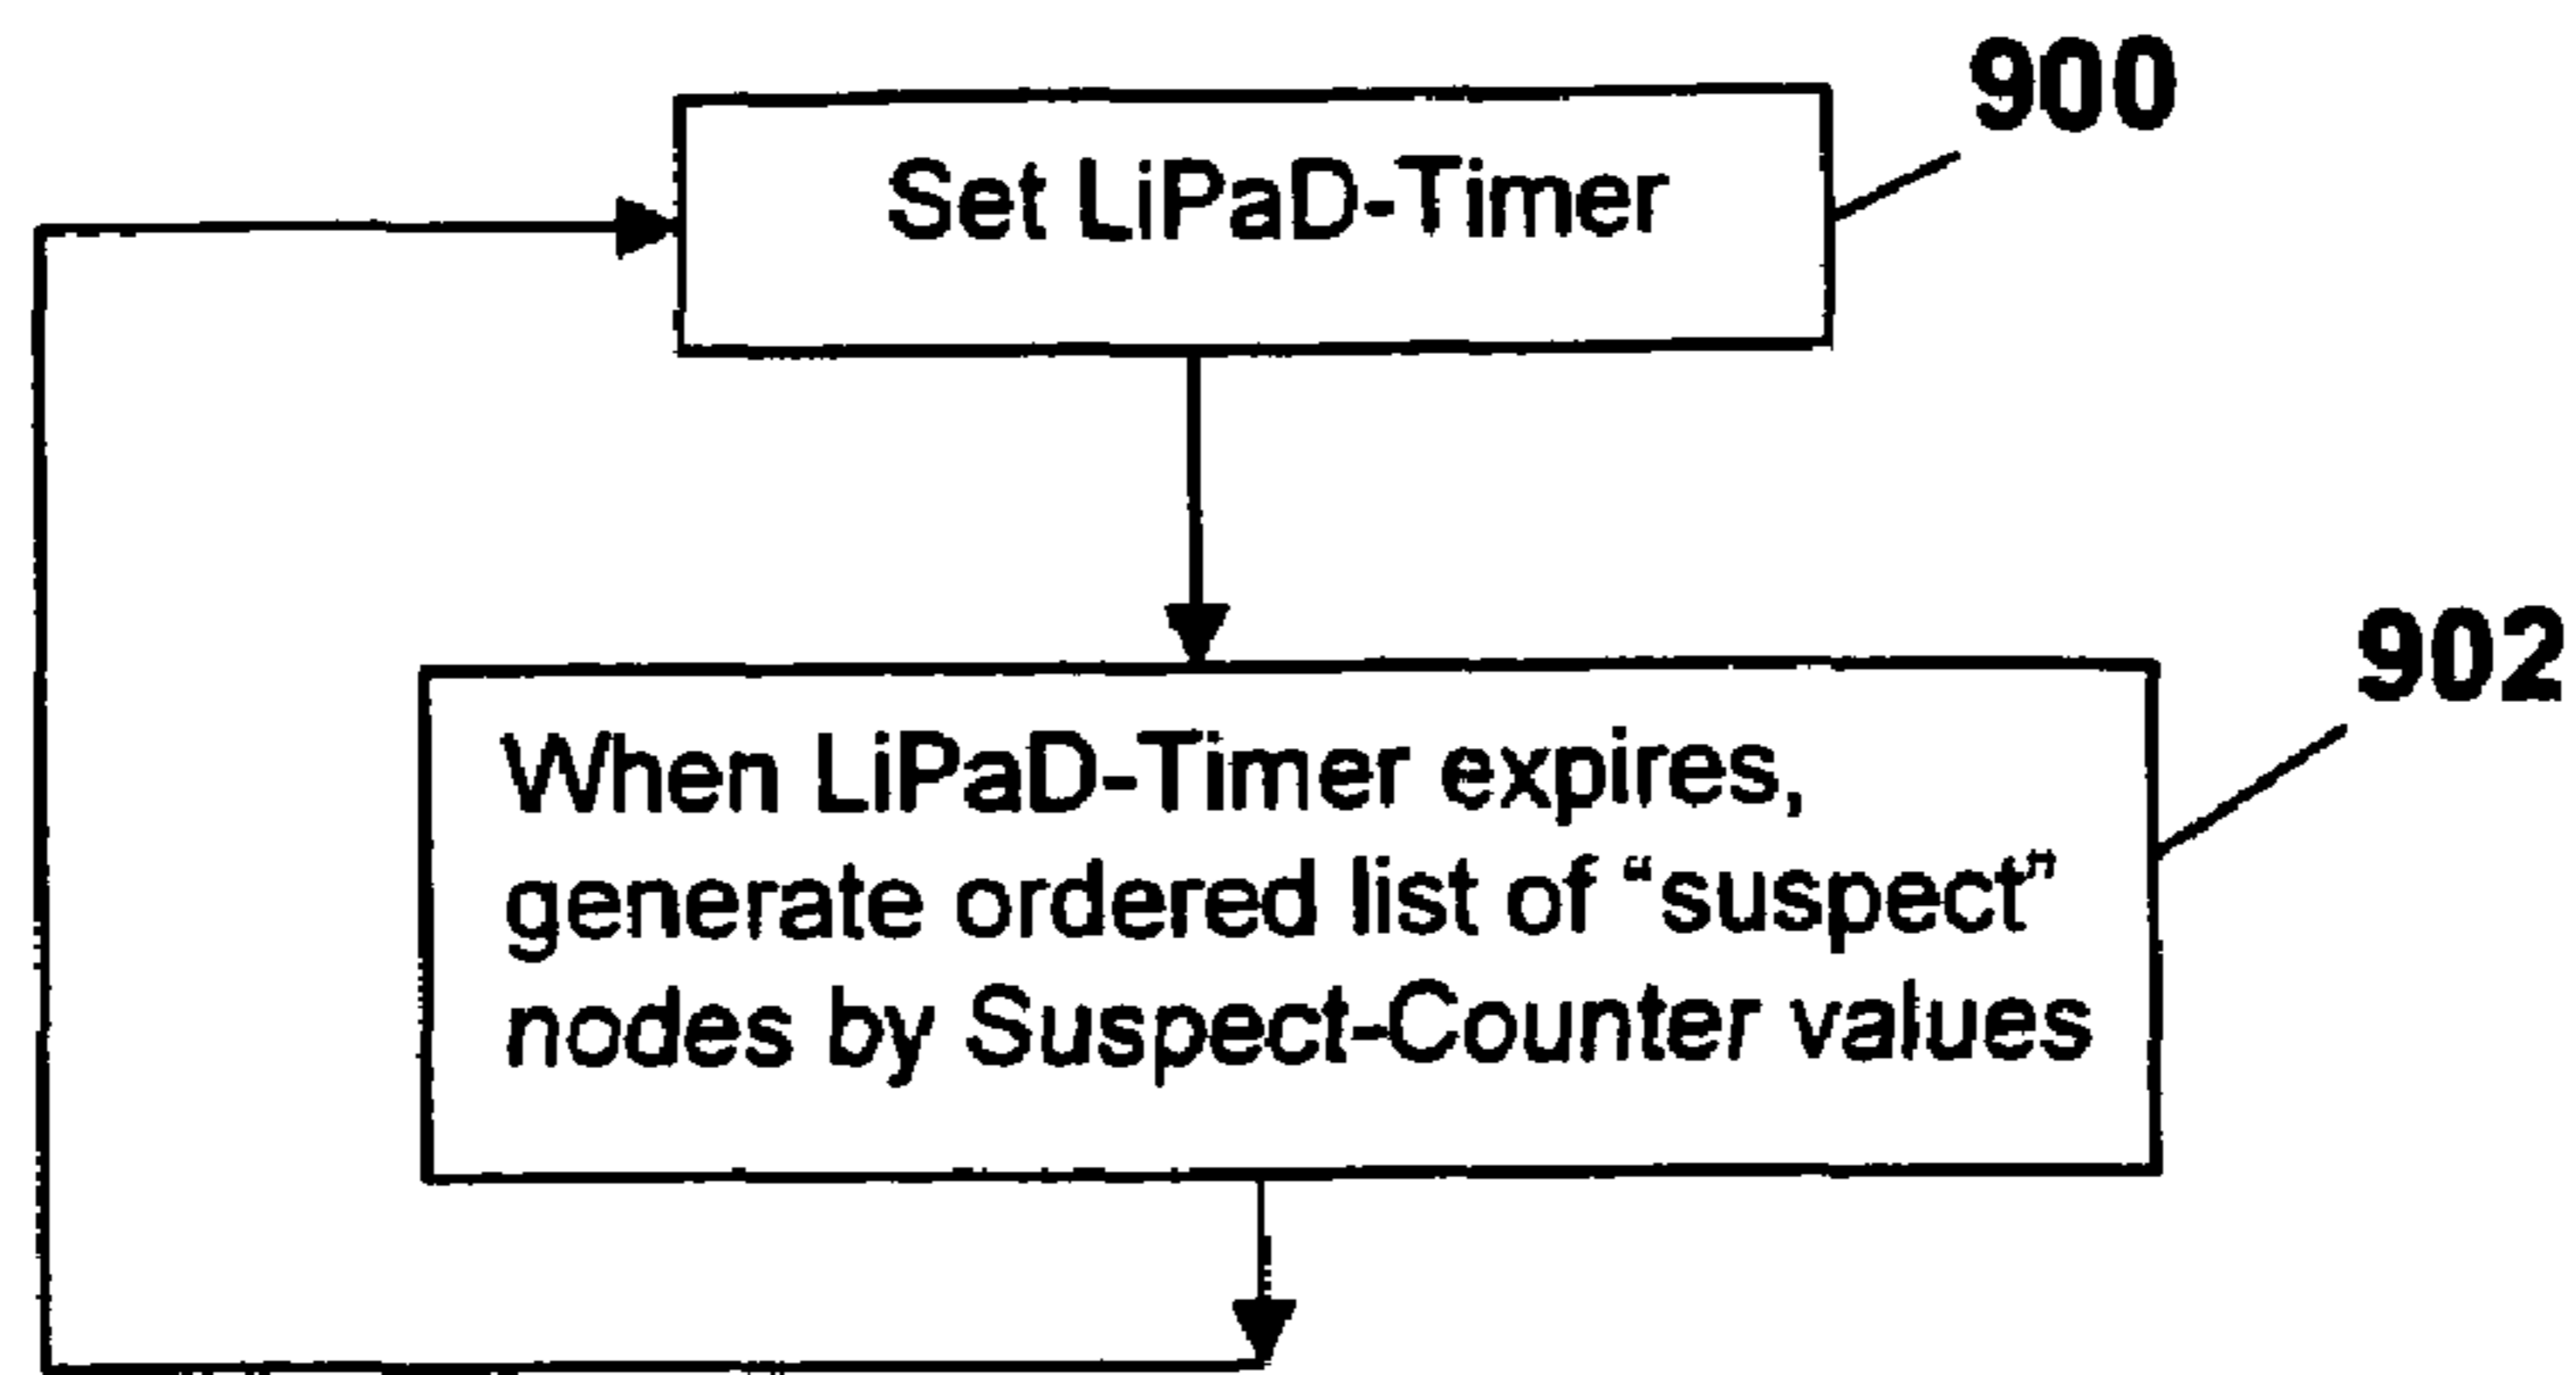 900
Set LiPaD-Timer
902
When LiPaD-Timer expires,
generate ordered list of “suspect”
nodes by Suspect-Counter values